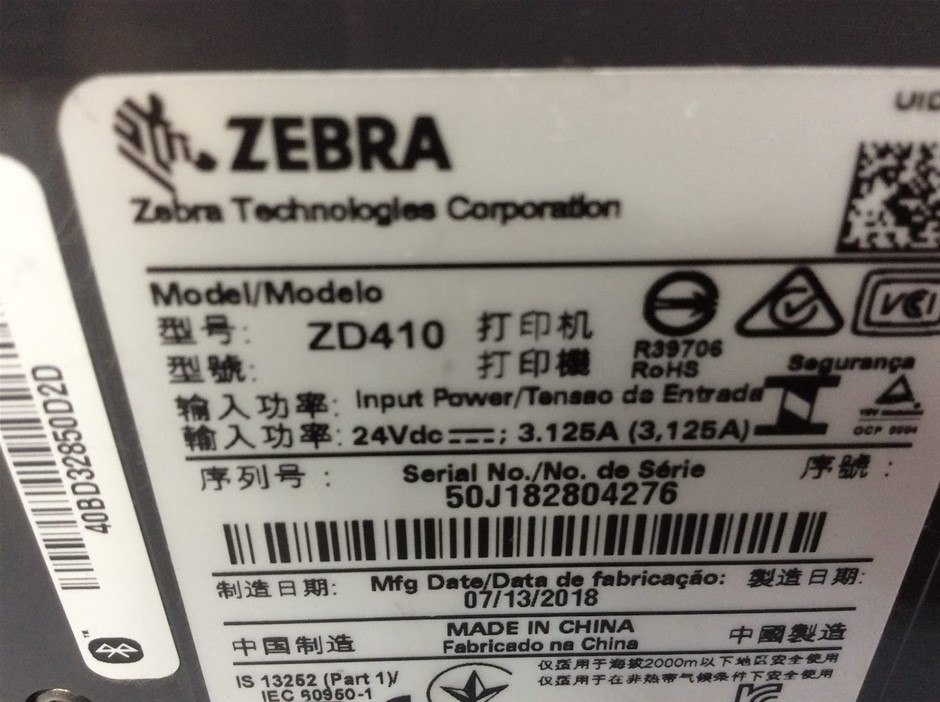 ZEBRA
Zebra Technologies Corporation
UID
Model/Modelo
型号: ZD410 打印机
型號: 打印機
R39706
RoHS
VCI
Segurança
输入功率: Input Power/Tensao de Entrada
輸入功率: 24Vdc ; 3.125A (3,125A)
OCP 0004
序列号: Serial No./No. de Série 序號:
50J182804276
制造日期: Mfg Date/Data de fabricação: 製造日期:
07/13/2018
中国制造 MADE IN CHINA 中國製造
Fabricado na China
IS 13252 (Part 1)/
IEC 60950-1
仅适用于海拔2000m以下地区安全使用
仅适用于在非热带气候条件下安全使用
40BD32850D2D
™